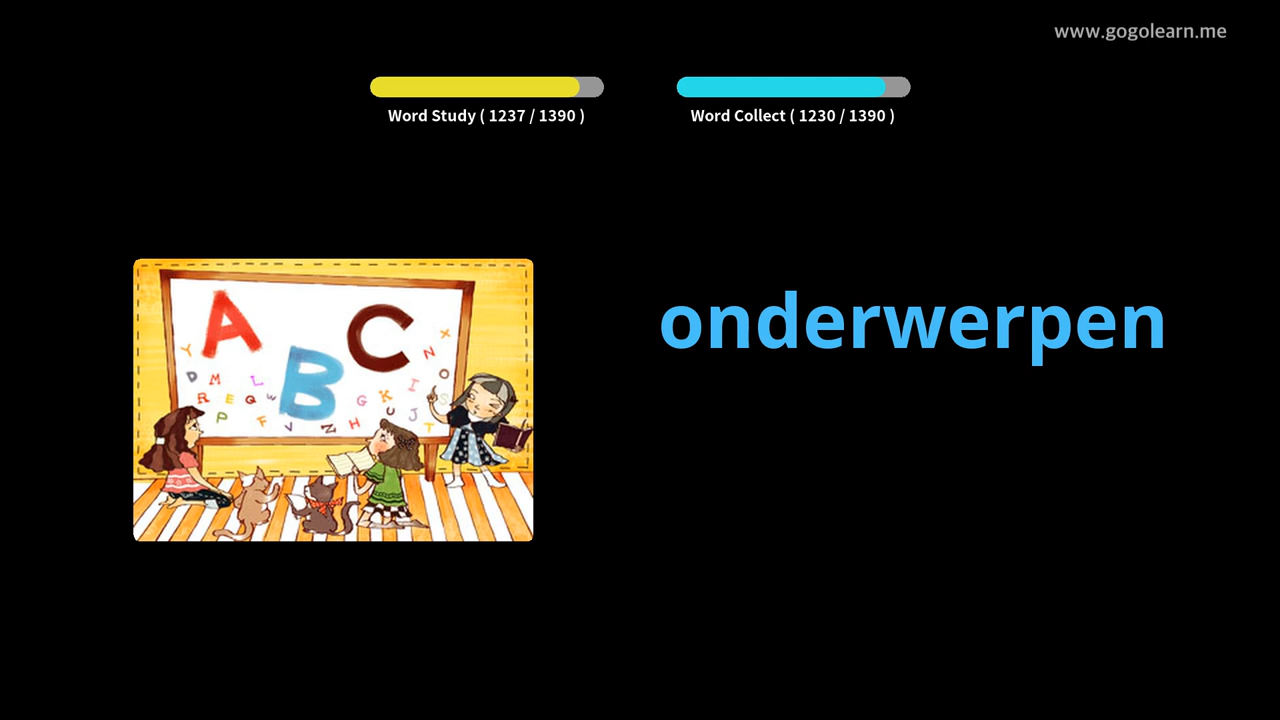 www.gogolearn.me
Word Study ( 1237 / 1390 )
Word Collect ( 1230 / 1390 )
onderwerpen
A
B
C
X
Y
N
D M L I O
R E Q W G K S
P F V Z H U J T